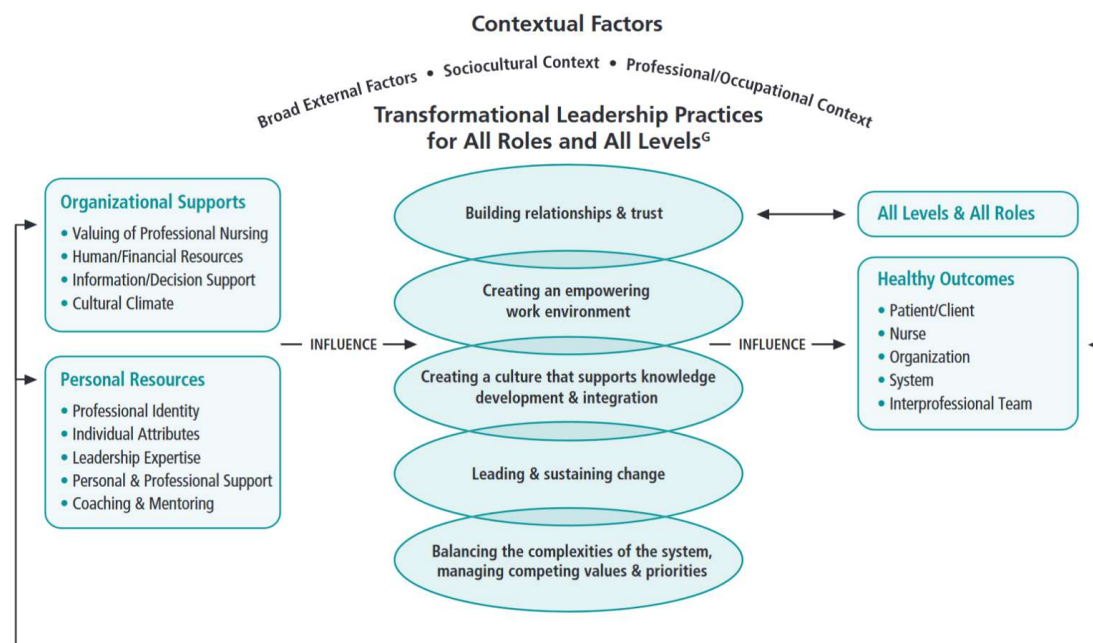 Contextual Factors
Broad External Factors • Sociocultural Context • Professional/Occupational Context
Transformational Leadership Practices
for All Roles and All Levelsᴳ
Organizational Supports
• Valuing of Professional Nursing
• Human/Financial Resources
• Information/Decision Support
• Cultural Climate
Personal Resources
• Professional Identity
• Individual Attributes
• Leadership Expertise
• Personal & Professional Support
• Coaching & Mentoring
INFLUENCE
Building relationships & trust
Creating an empowering
work environment
Creating a culture that supports knowledge
development & integration
Leading & sustaining change
Balancing the complexities of the system,
managing competing values & priorities
INFLUENCE
All Levels & All Roles
Healthy Outcomes
• Patient/Client
• Nurse
• Organization
• System
• Interprofessional Team